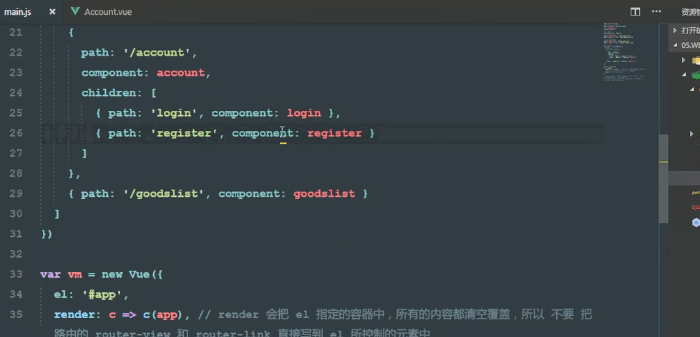 main.js × Account.vue
资源
打开的
05.W
21 {
22 path: '/account',
23 component: account,
24 children: [
25 { path: 'login', component: login },
26 { path: 'register', component: register }
27 ]
28 },
29 { path: '/goodslist', component: goodslist }
30 ]
31 })
32
33 var vm = new Vue({
34 el: '#app',
35 render: c => c(app), // render 会把 el 指定的容器中，所有的内容都清空覆盖，所以 不要 把
路由的 router-view 和 router-link 直接写到 el 所控制的元素中